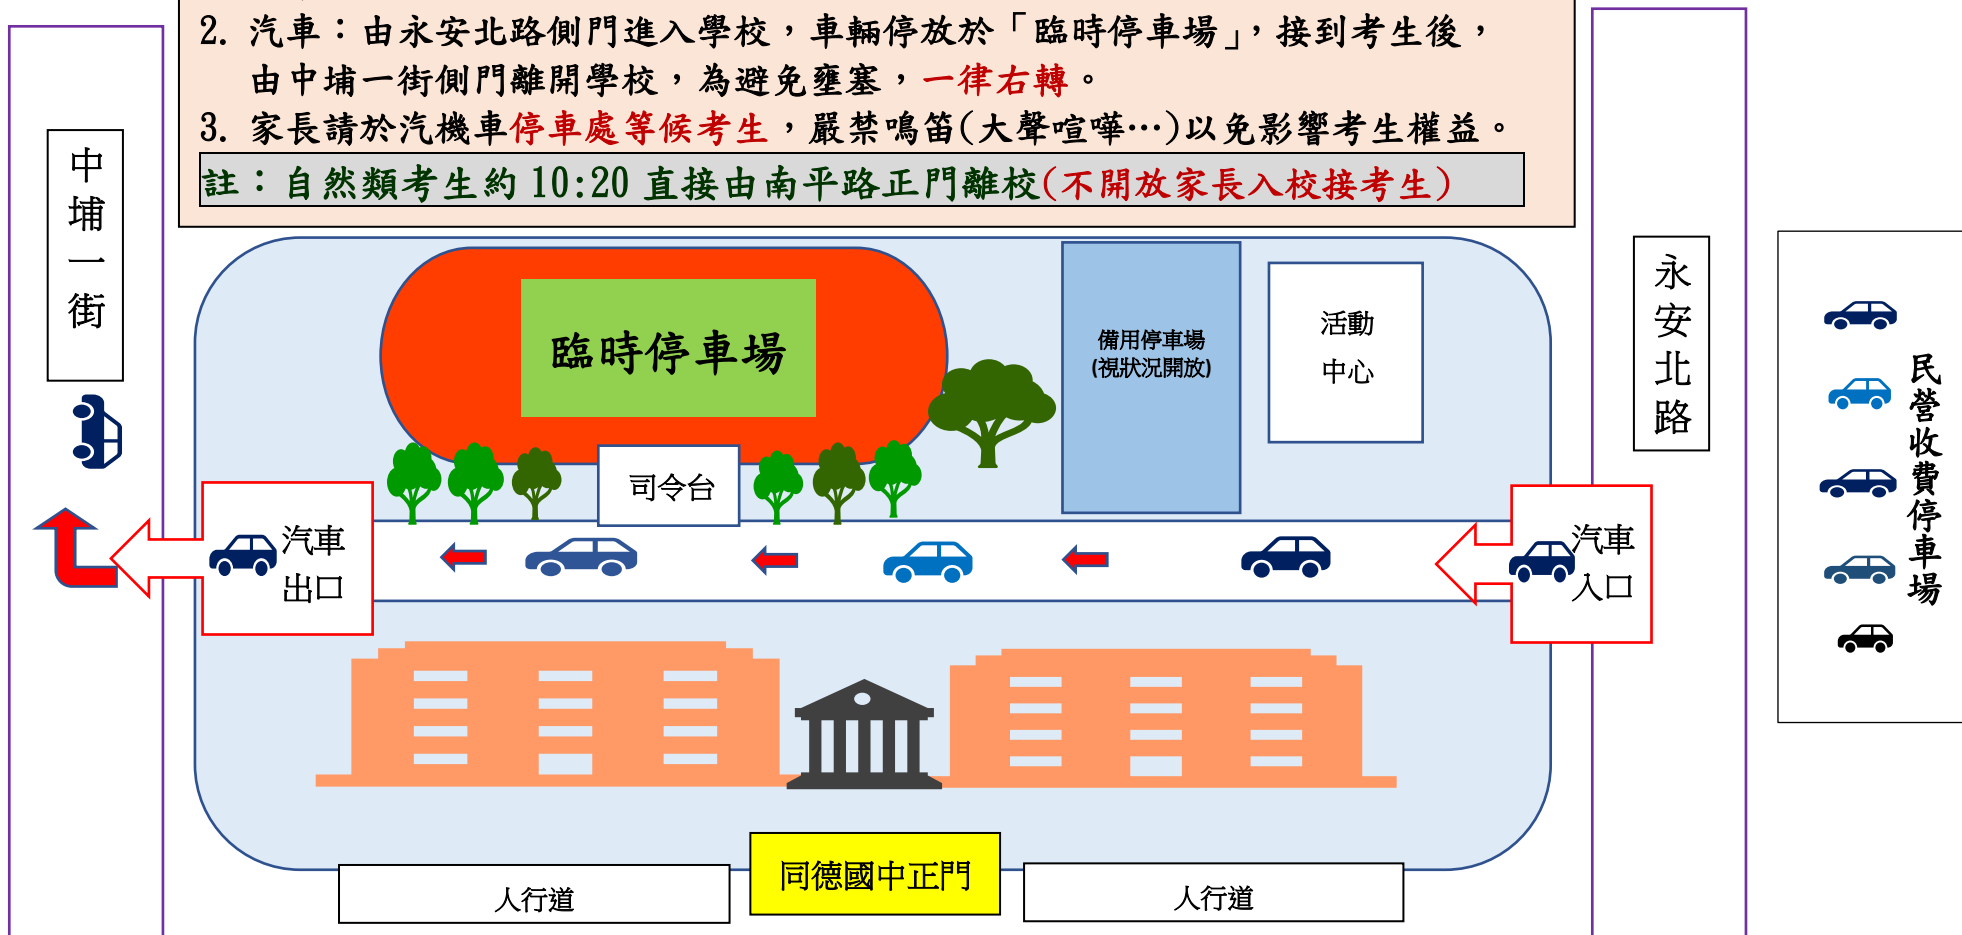 2. 汽車：由永安北路側門進入學校，車輛停放於「臨時停車場」，接到考生後，
由中埔一街側門離開學校，為避免壅塞，一律右轉。
3. 家長請於汽機車停車處等候考生，嚴禁鳴笛(大聲喧嘩…)以免影響考生權益。
註：自然類考生約 10:20 直接由南平路正門離校(不開放家長入校接考生)
中埔一街
臨時停車場
備用停車場
(視狀況開放)
活動
中心
永安北路
民營收費停車場
司令台
汽車
出口
汽車
入口
同德國中正門
人行道
人行道